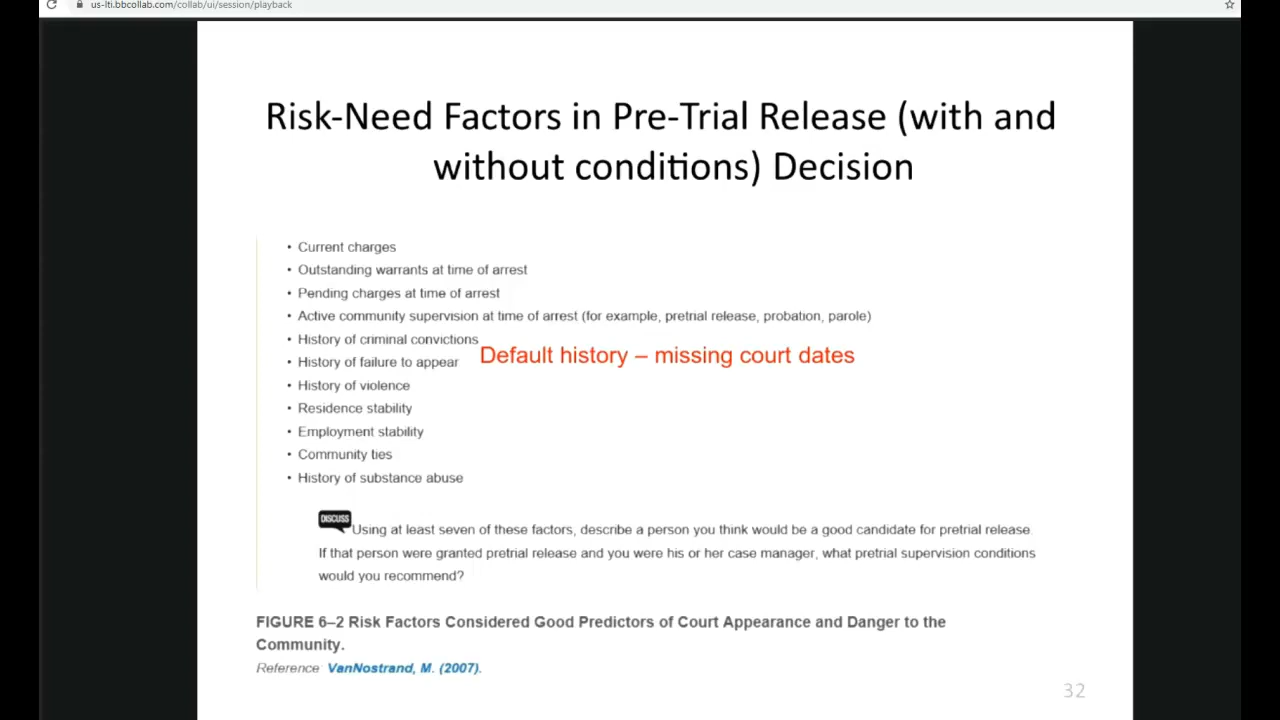 us-lti.bbcollab.com/collab/ui/session/playback
Risk-Need Factors in Pre-Trial Release (with and
without conditions) Decision
• Current charges
• Outstanding warrants at time of arrest
• Pending charges at time of arrest
• Active community supervision at time of arrest (for example, pretrial release, probation, parole)
• History of criminal convictions
• History of failure to appear
Default history – missing court dates
• History of violence
• Residence stability
• Employment stability
• Community ties
• History of substance abuse
DISCUSS Using at least seven of these factors, describe a person you think would be a good candidate for pretrial release.
If that person were granted pretrial release and you were his or her case manager, what pretrial supervision conditions
would you recommend?
FIGURE 6–2 Risk Factors Considered Good Predictors of Court Appearance and Danger to the
Community.
Reference VanNostrand, M. (2007).
32